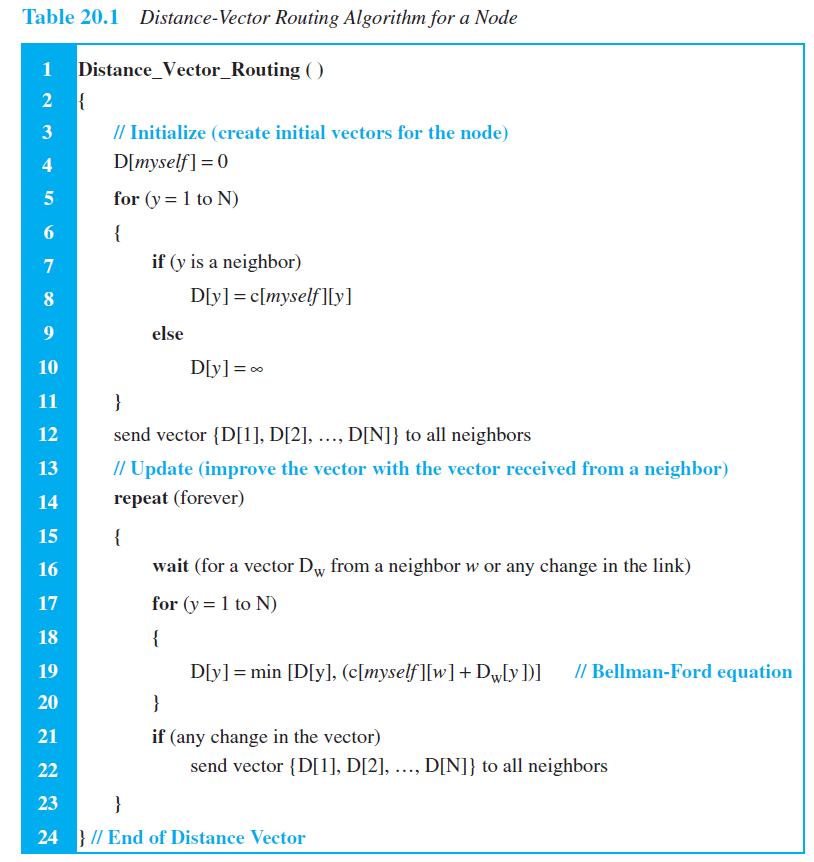 Table 20.1 Distance-Vector Routing Algorithm for a Node
1 Distance_Vector_Routing ( )
2 {
3 // Initialize (create initial vectors for the node)
4 D[myself] = 0
5 for (y = 1 to N)
6 {
7 if (y is a neighbor)
8 D[y] = c[myself][y]
9 else
10 D[y] = ∞
11 }
12 send vector {D[1], D[2], …, D[N]} to all neighbors
13 // Update (improve the vector with the vector received from a neighbor)
14 repeat (forever)
15 {
16 wait (for a vector Dw from a neighbor w or any change in the link)
17 for (y = 1 to N)
18 {
19 D[y] = min [D[y], (c[myself][w] + Dw[y])] // Bellman-Ford equation
20 }
21 if (any change in the vector)
22 send vector {D[1], D[2], …, D[N]} to all neighbors
23 }
24 } // End of Distance Vector